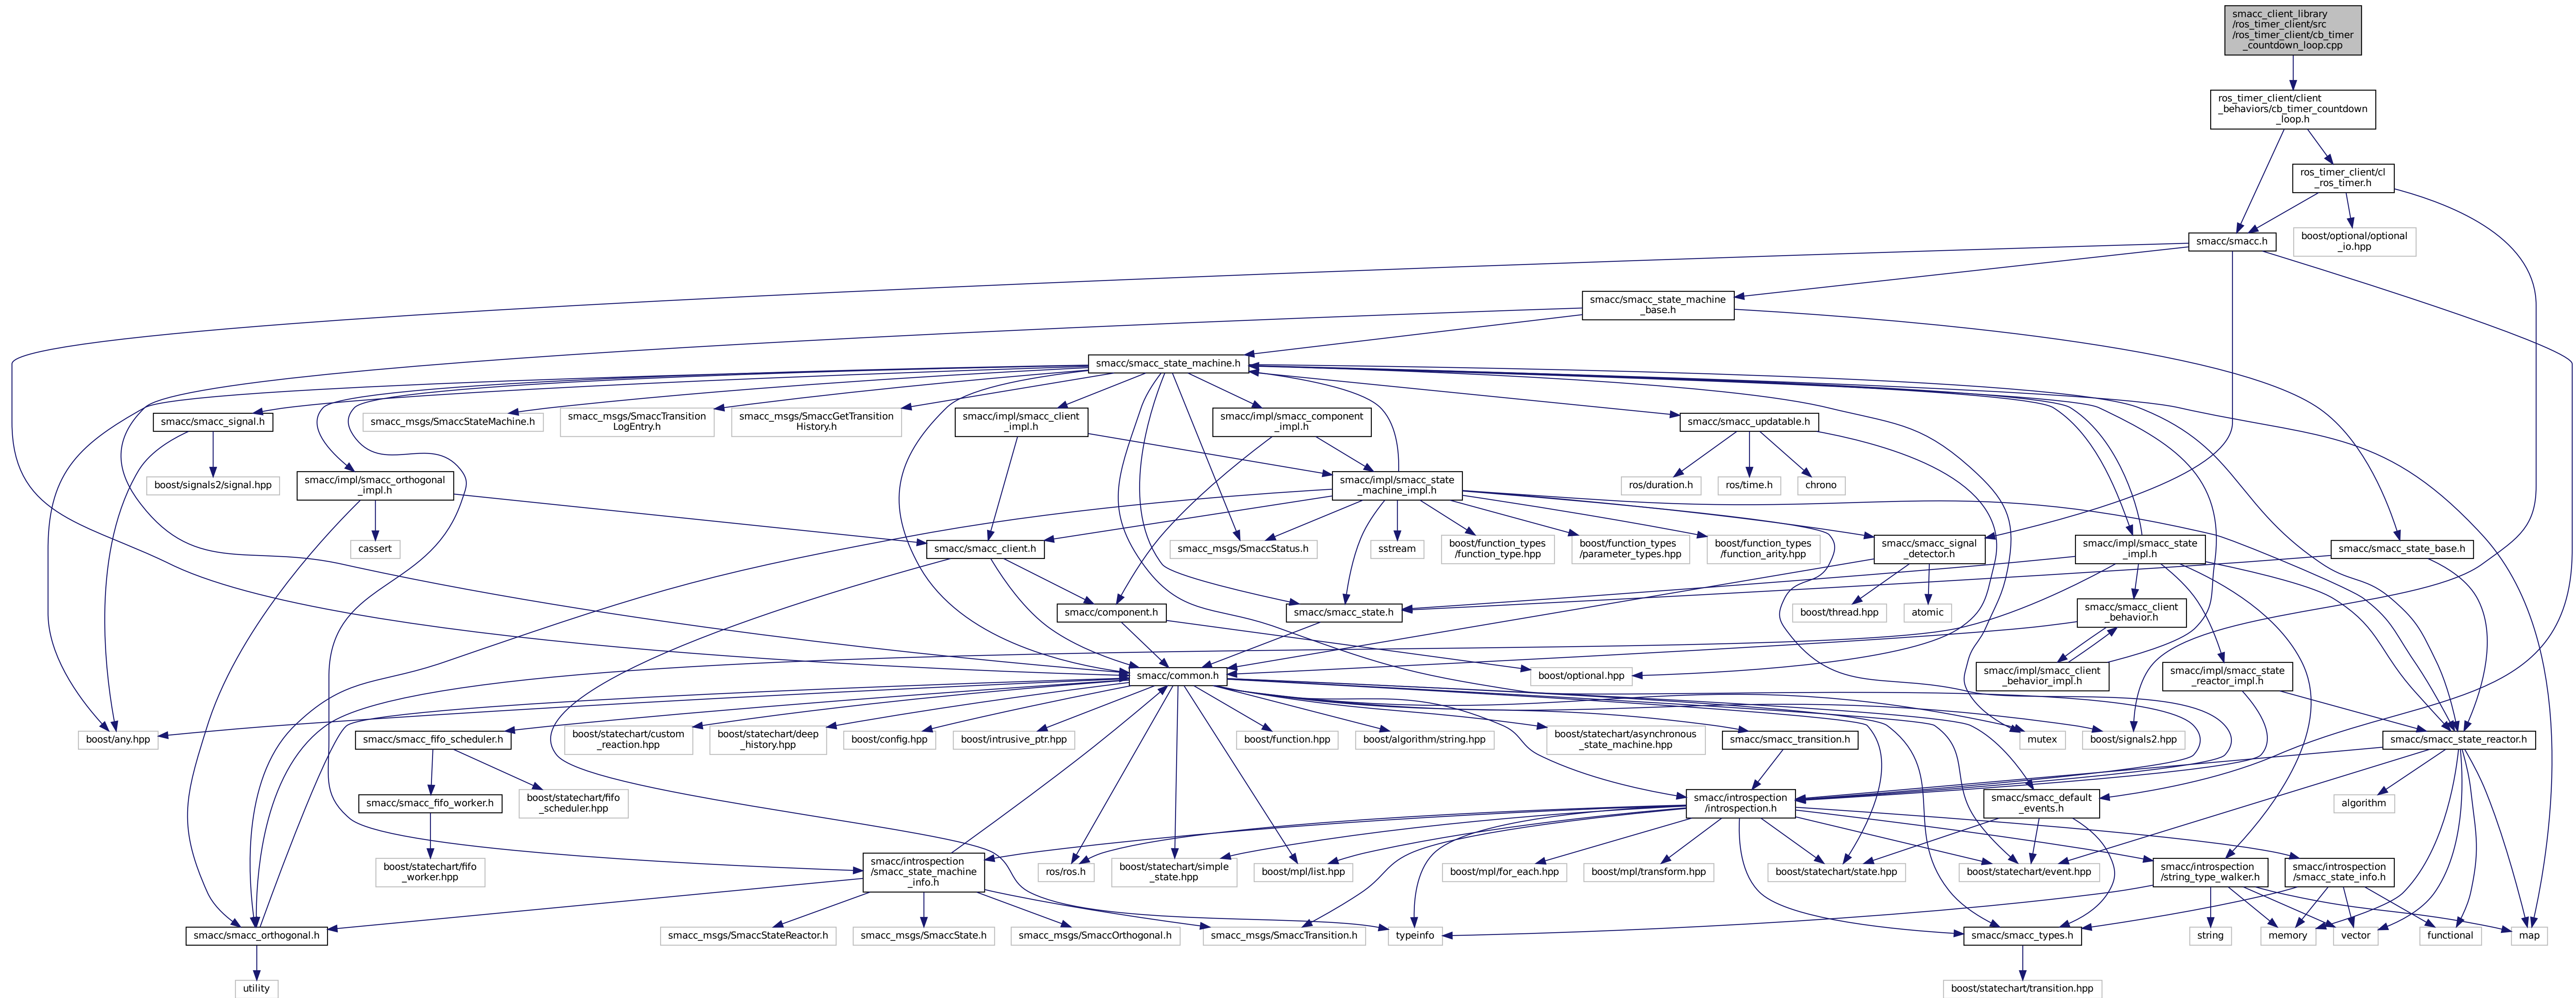 smacc_client_library
/ros_timer_client/src
/ros_timer_client/cb_timer
_countdown_loop.cpp
ros_timer_client/client
_behaviors/cb_timer_countdown
_loop.h
ros_timer_client/cl
_ros_timer.h
smacc/smacc.h
boost/optional/optional
_io.hpp
smacc/smacc_state_machine
_base.h
smacc/smacc_state_machine.h
smacc/smacc_signal.h
smacc_msgs/SmaccStateMachine.h
smacc_msgs/SmaccTransition
LogEntry.h
smacc_msgs/SmaccGetTransition
History.h
smacc/impl/smacc_client
_impl.h
smacc/impl/smacc_component
_impl.h
smacc/smacc_updatable.h
boost/signals2/signal.hpp
smacc/impl/smacc_orthogonal
_impl.h
smacc/impl/smacc_state
_machine_impl.h
ros/duration.h
ros/time.h
chrono
cassert
smacc/smacc_client.h
smacc_msgs/SmaccStatus.h
sstream
boost/function_types
/function_type.hpp
boost/function_types
/parameter_types.hpp
boost/function_types
/function_arity.hpp
smacc/smacc_signal
_detector.h
smacc/impl/smacc_state
_impl.h
smacc/smacc_state_base.h
smacc/component.h
smacc/smacc_state.h
boost/thread.hpp
atomic
smacc/smacc_client
_behavior.h
smacc/common.h
boost/optional.hpp
smacc/impl/smacc_client
_behavior_impl.h
smacc/impl/smacc_state
_reactor_impl.h
boost/any.hpp
smacc/smacc_fifo_scheduler.h
boost/statechart/custom
_reaction.hpp
boost/statechart/deep
_history.hpp
boost/config.hpp
boost/intrusive_ptr.hpp
boost/function.hpp
boost/algorithm/string.hpp
boost/statechart/asynchronous
_state_machine.hpp
smacc/smacc_transition.h
mutex
boost/signals2.hpp
smacc/smacc_state_reactor.h
smacc/smacc_fifo_worker.h
boost/statechart/fifo
_scheduler.hpp
smacc/introspection
/introspection.h
smacc/smacc_default
_events.h
algorithm
boost/statechart/fifo
_worker.hpp
smacc/introspection
/smacc_state_machine
_info.h
ros/ros.h
boost/statechart/simple
_state.hpp
boost/mpl/list.hpp
boost/mpl/for_each.hpp
boost/mpl/transform.hpp
boost/statechart/state.hpp
boost/statechart/event.hpp
smacc/introspection
/string_type_walker.h
smacc/introspection
/smacc_state_info.h
smacc/smacc_orthogonal.h
smacc_msgs/SmaccStateReactor.h
smacc_msgs/SmaccState.h
smacc_msgs/SmaccOrthogonal.h
smacc_msgs/SmaccTransition.h
typeinfo
smacc/smacc_types.h
string
memory
vector
functional
map
utility
boost/statechart/transition.hpp